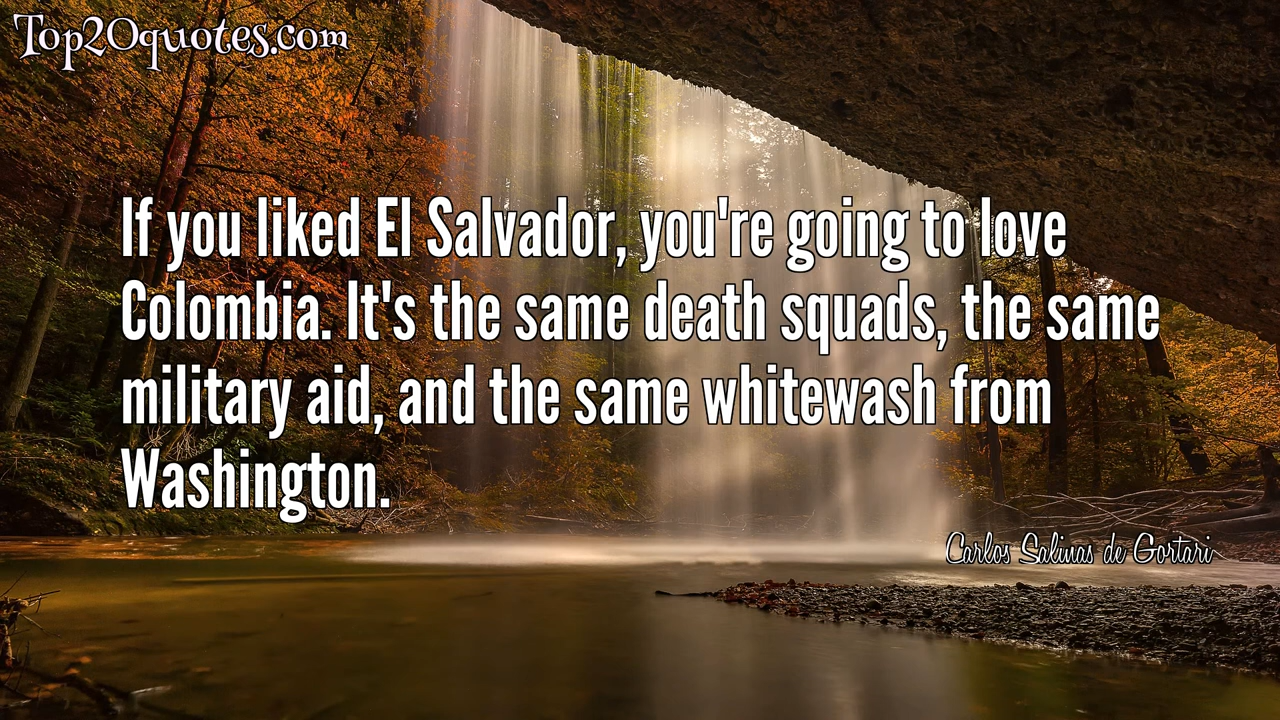 Top20quotes.com
If you liked El Salvador, you're going to love
Colombia. It's the same death squads, the same
military aid, and the same whitewash from
Washington.
Carlos Salinas de Gortari